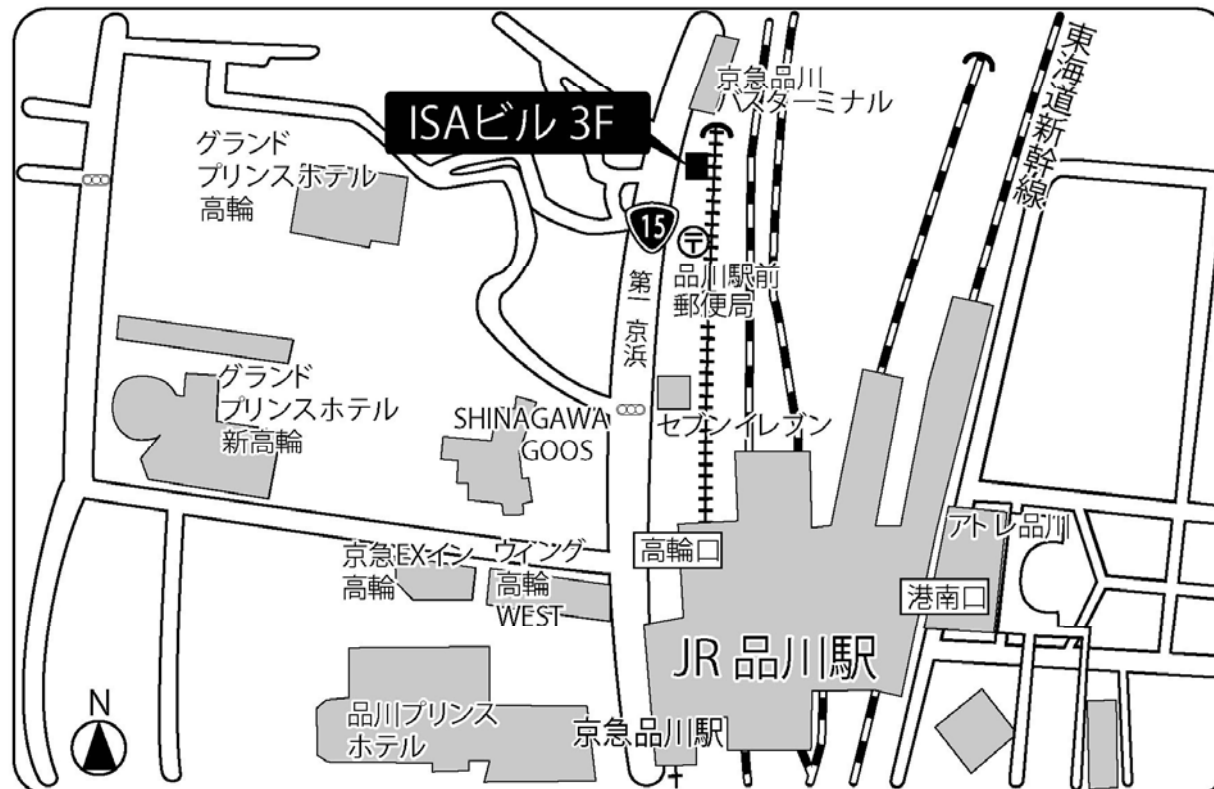 京急品川
バスターミナル
東海道新幹線
ISAビル 3F
グランド
プリンスホテル
高輪
15
〒
品川駅前
郵便局
第一京浜
グランド
プリンスホテル
新高輪
SHINAGAWA
GOOS
セブンイレブン
アトレ品川
高輪口
京急EXイン
高輪
ウイング
高輪
WEST
港南口
JR 品川駅
品川プリンス
ホテル
京急品川駅
N